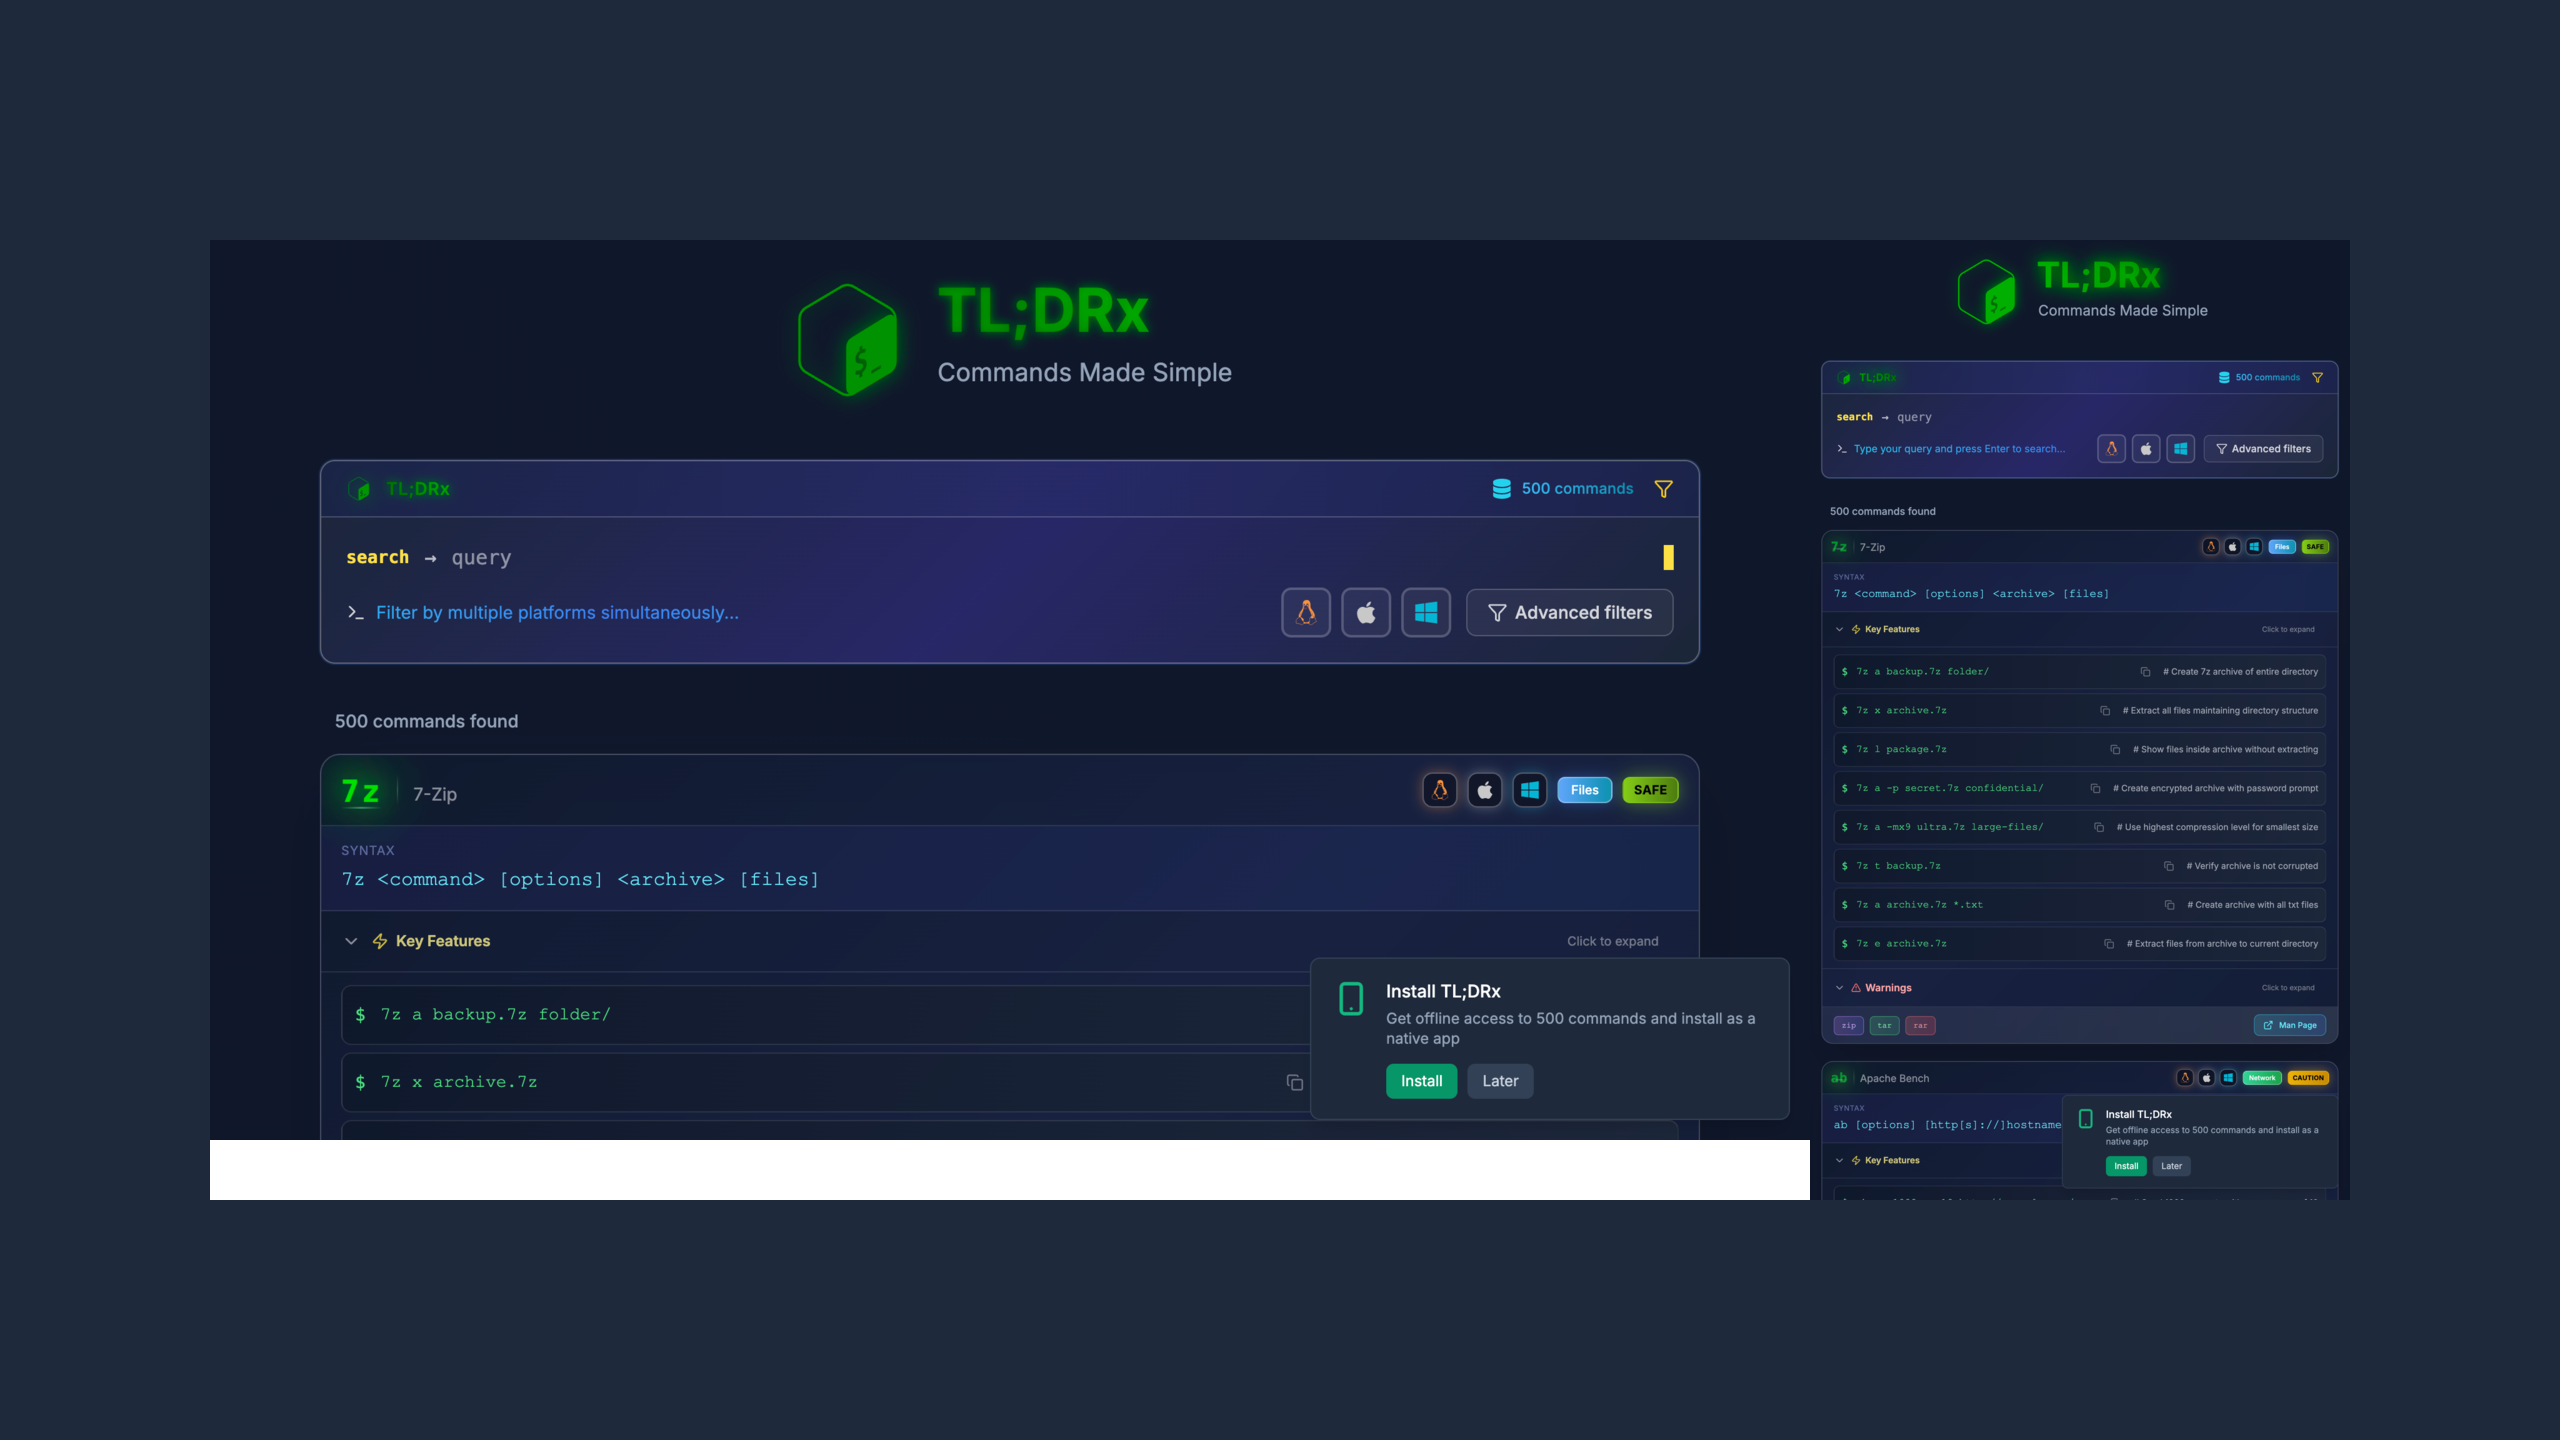 $_
TL;DRx
Commands Made Simple
TL;DRx
500 commands
search → query
>_ Filter by multiple platforms simultaneously...
Advanced filters
500 commands found
7z
7-Zip
Files
SAFE
SYNTAX
7z <command> [options] <archive> [files]
Key Features
Click to expand
$ 7z a backup.7z folder/
$ 7z x archive.7z
Install TL;DRx
Get offline access to 500 commands and install as a
native app
Install
Later
$_
TL;DRx
Commands Made Simple
TL;DRx
500 commands
search → query
>_ Type your query and press Enter to search...
Advanced filters
500 commands found
7z
7-Zip
Files
SAFE
SYNTAX
7z <command> [options] <archive> [files]
Key Features
Click to expand
$ 7z a backup.7z folder/ # Create 7z archive of entire directory
$ 7z x archive.7z # Extract all files maintaining directory structure
$ 7z l package.7z # Show files inside archive without extracting
$ 7z a -p secret.7z confidential/ # Create encrypted archive with password prompt
$ 7z a -mx9 ultra.7z large-files/ # Use highest compression level for smallest size
$ 7z t backup.7z # Verify archive is not corrupted
$ 7z a archive.7z *.txt # Create archive with all txt files
$ 7z e archive.7z # Extract files from archive to current directory
Warnings
Click to expand
zip
tar
rar
Man Page
ab
Apache Bench
Network
CAUTION
SYNTAX
ab [options] [http[s]://]hostname
Key Features
Install TL;DRx
Get offline access to 500 commands and install as a
native app
Install
Later